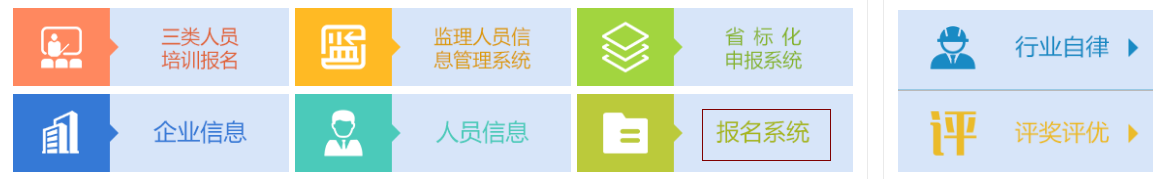 三类人员
培训报名
监理人员信
息管理系统
省标化
申报系统
行业自律
企业信息
人员信息
报名系统
评
评奖评优